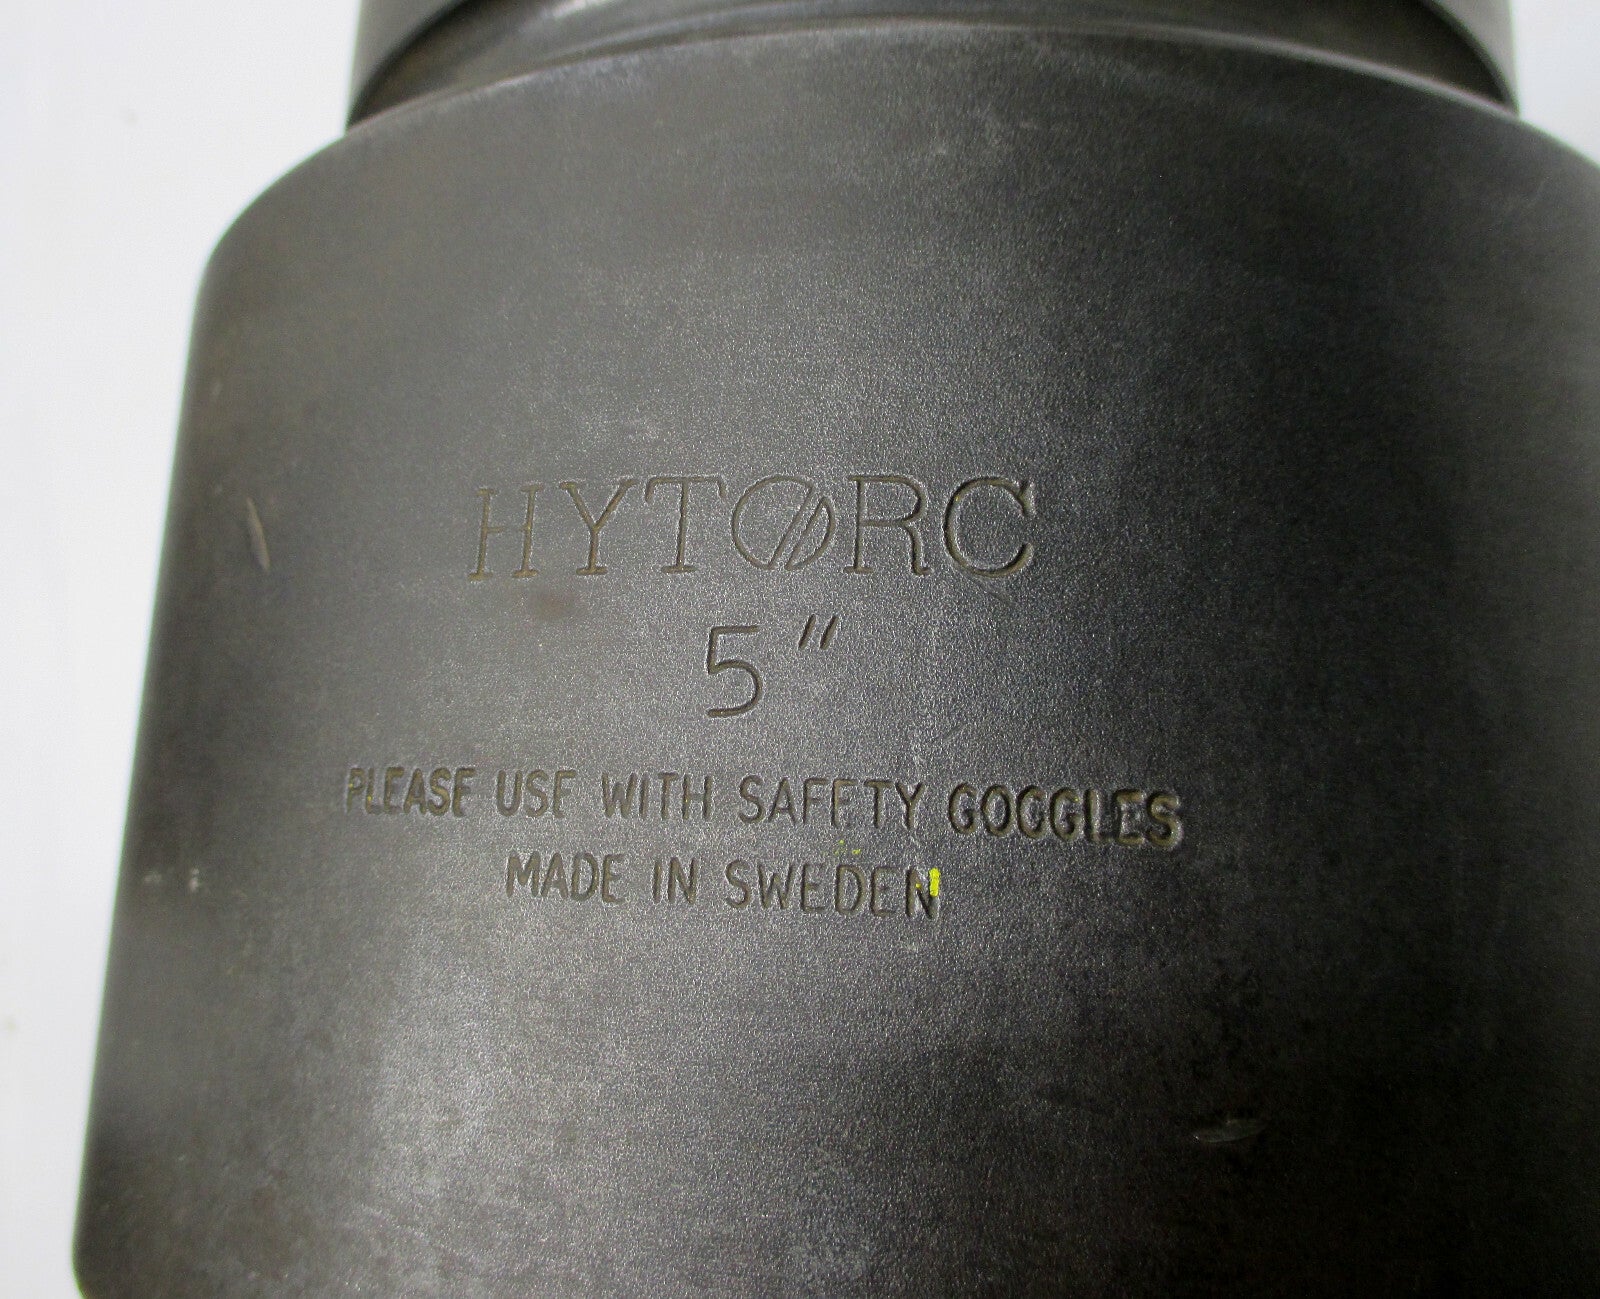 HYTORC
5"
PLEASE USE WITH SAFETY GOGGLES
MADE IN SWEDEN